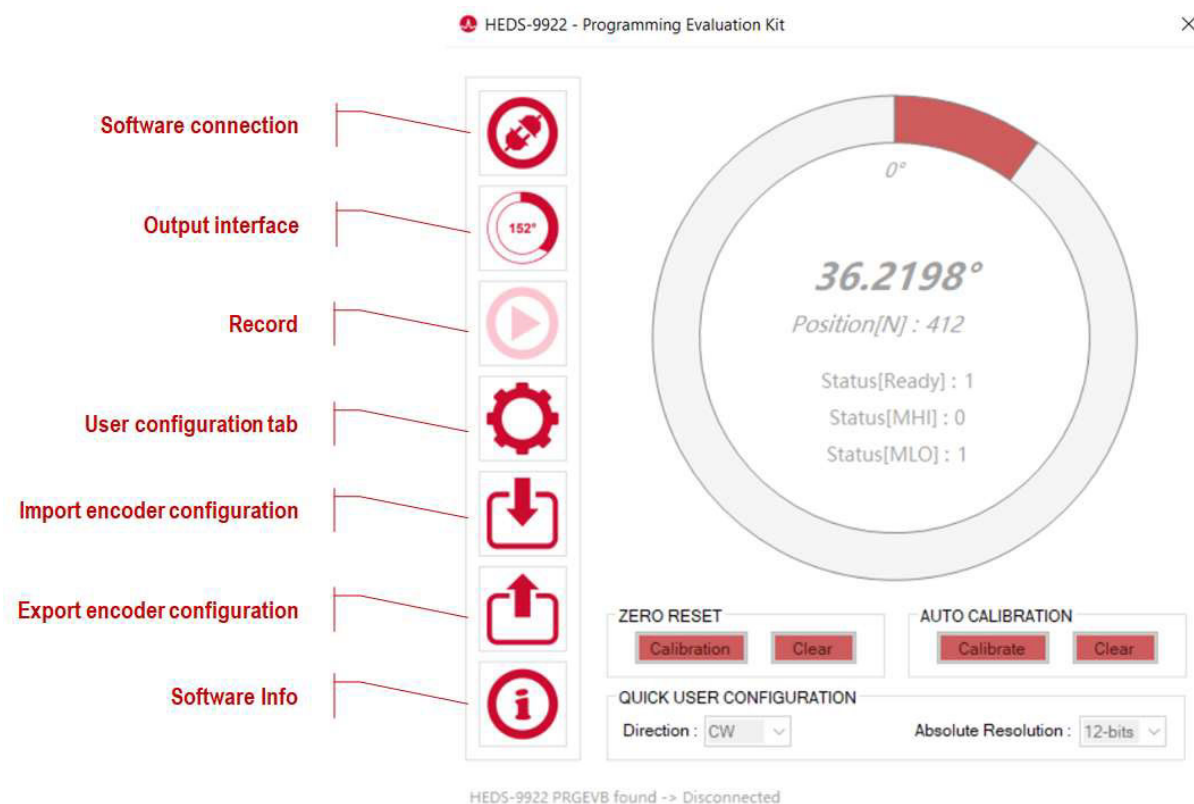 HEDS-9922 - Programming Evaluation Kit
Software connection
Output interface
152°
Record
User configuration tab
Import encoder configuration
Export encoder configuration
Software Info
i
0°
36.2198°
Position[N] : 412
Status[Ready] : 1
Status[MHI] : 0
Status[MLO] : 1
ZERO RESET
Calibration Clear
AUTO CALIBRATION
Calibrate Clear
QUICK USER CONFIGURATION
Direction : CW Absolute Resolution : 12-bits
HEDS-9922 PRGEVB found -> Disconnected